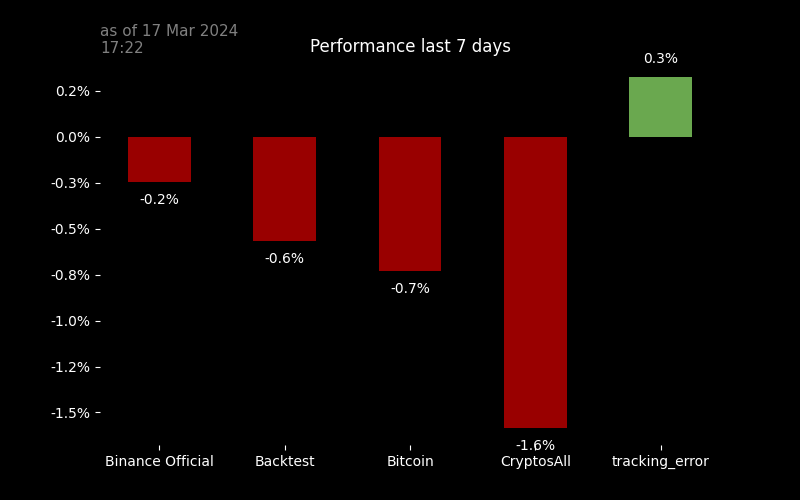 as of 17 Mar 2024
17:22
Performance last 7 days
0.3%
0.2%
0.0%
-0.3%
-0.2%
-0.5%
-0.6%
-0.8%
-0.7%
-1.0%
-1.2%
-1.5%
-1.6%
Binance Official
Backtest
Bitcoin
CryptosAll
tracking_error